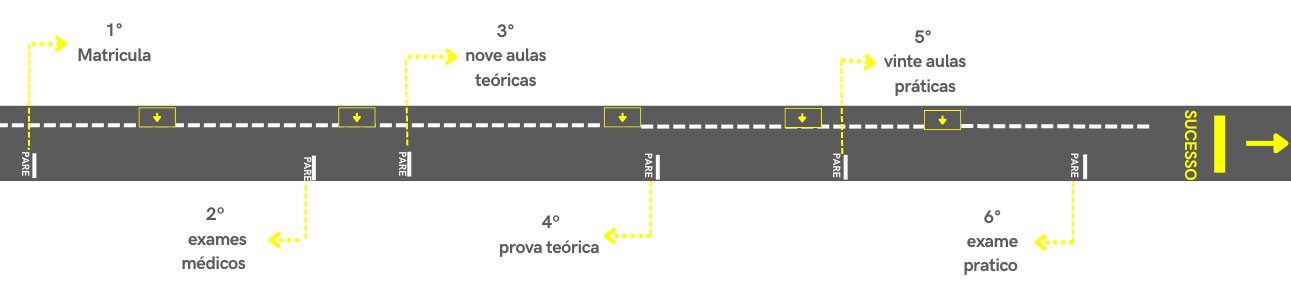 1°
Matricula
PARE
2°
exames
médicos
PARE
3°
nove aulas
teóricas
PARE
4°
prova teórica
PARE
5°
vinte aulas
práticas
PARE
6°
exame
pratico
PARE
SUCESSO